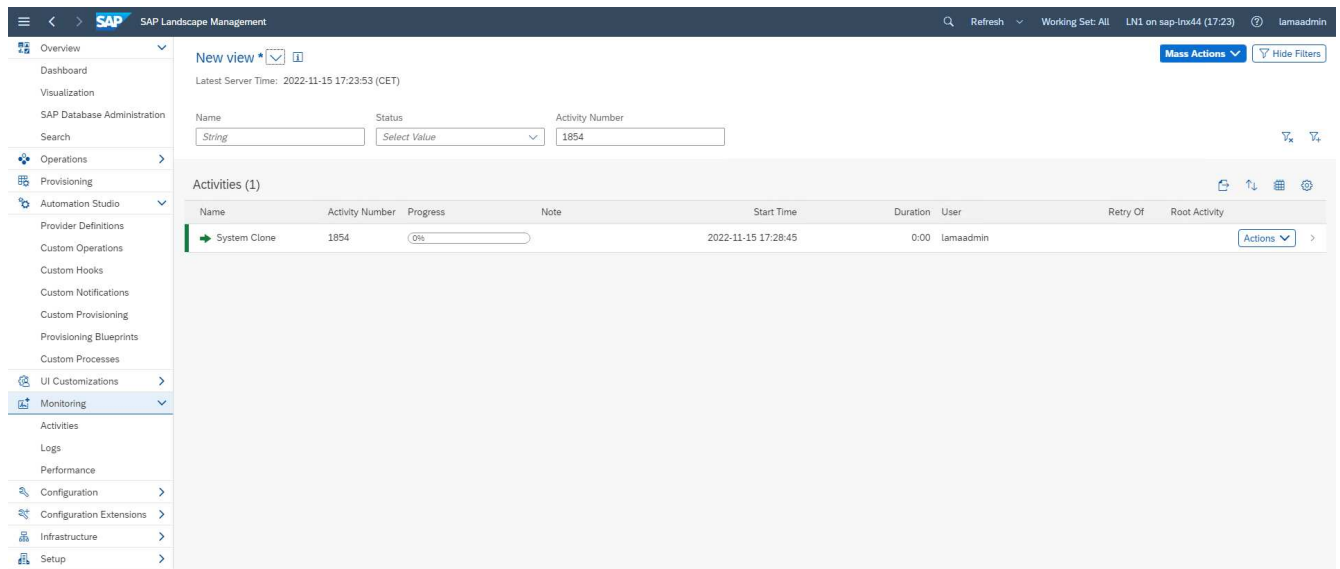 SAP SAP Landscape Management Refresh Working Set: All LN1 on sap-lnx44 (17:23) lamaadmin
Overview
Dashboard
Visualization
SAP Database Administration
Search
Operations
Provisioning
Automation Studio
Provider Definitions
Custom Operations
Custom Hooks
Custom Notifications
Custom Provisioning
Provisioning Blueprints
Custom Processes
UI Customizations
Monitoring
Activities
Logs
Performance
Configuration
Configuration Extensions
Infrastructure
Setup
New view *
Mass Actions Hide Filters
Latest Server Time: 2022-11-15 17:23:53 (CET)
Name Status Activity Number
String Select Value 1854
Activities (1)
Name Activity Number Progress Note Start Time Duration User Retry Of Root Activity
System Clone 1854 0% 2022-11-15 17:28:45 0:00 lamaadmin Actions